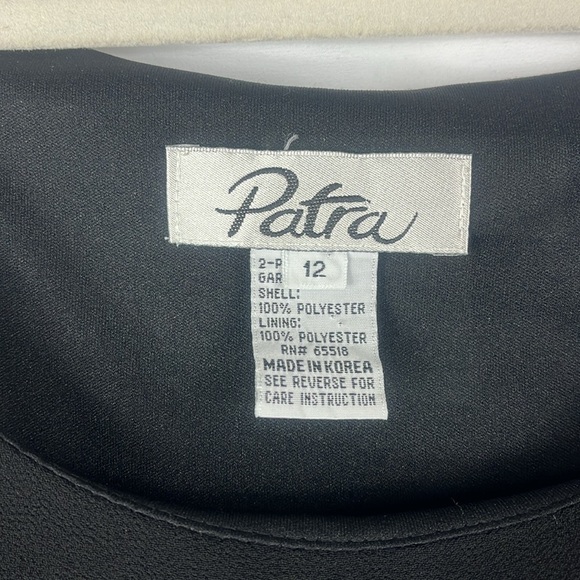 Patra
2-P
GAR
12
SHELL:
100% POLYESTER
LINING:
100% POLYESTER
RN# 65518
MADE IN KOREA
SEE REVERSE FOR
CARE INSTRUCTION